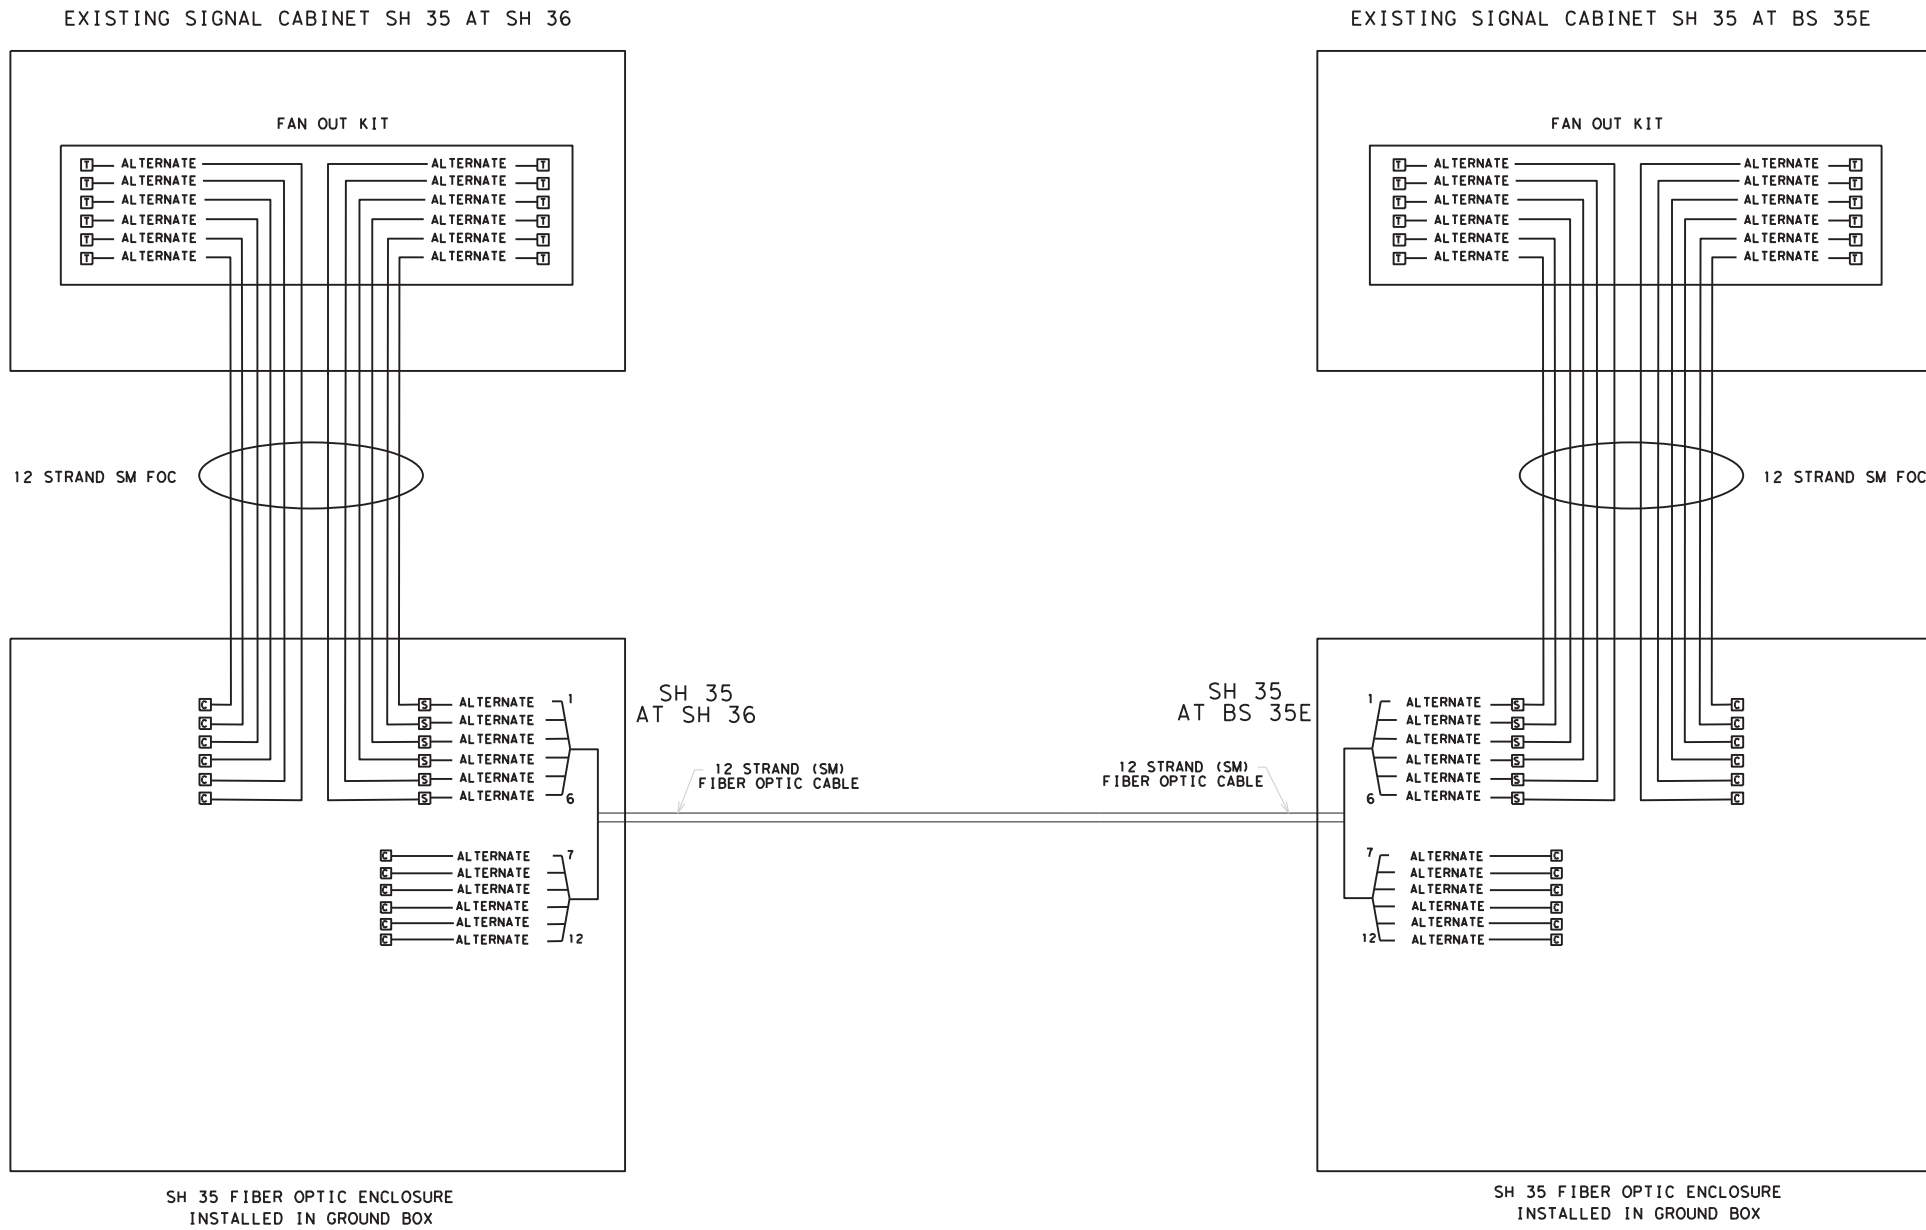 EXISTING SIGNAL CABINET SH 35 AT SH 36
FAN OUT KIT
T ALTERNATE ALTERNATE T
T ALTERNATE ALTERNATE T
T ALTERNATE ALTERNATE T
T ALTERNATE ALTERNATE T
T ALTERNATE ALTERNATE T
T ALTERNATE ALTERNATE T
12 STRAND SM FOC
C S ALTERNATE 1
C S ALTERNATE
C S ALTERNATE
C S ALTERNATE
C S ALTERNATE
C S ALTERNATE 6
C ALTERNATE 7
C ALTERNATE
C ALTERNATE
C ALTERNATE
C ALTERNATE
C ALTERNATE 12
SH 35
AT SH 36
12 STRAND (SM)
FIBER OPTIC CABLE
SH 35 FIBER OPTIC ENCLOSURE
INSTALLED IN GROUND BOX
EXISTING SIGNAL CABINET SH 35 AT BS 35E
FAN OUT KIT
T ALTERNATE ALTERNATE T
T ALTERNATE ALTERNATE T
T ALTERNATE ALTERNATE T
T ALTERNATE ALTERNATE T
T ALTERNATE ALTERNATE T
T ALTERNATE ALTERNATE T
12 STRAND SM FOC
SH 35
AT BS 35E
12 STRAND (SM)
FIBER OPTIC CABLE
1 ALTERNATE S C
ALTERNATE S C
ALTERNATE S C
ALTERNATE S C
ALTERNATE S C
6 ALTERNATE S C
7 ALTERNATE C
ALTERNATE C
ALTERNATE C
ALTERNATE C
ALTERNATE C
12 ALTERNATE C
SH 35 FIBER OPTIC ENCLOSURE
INSTALLED IN GROUND BOX